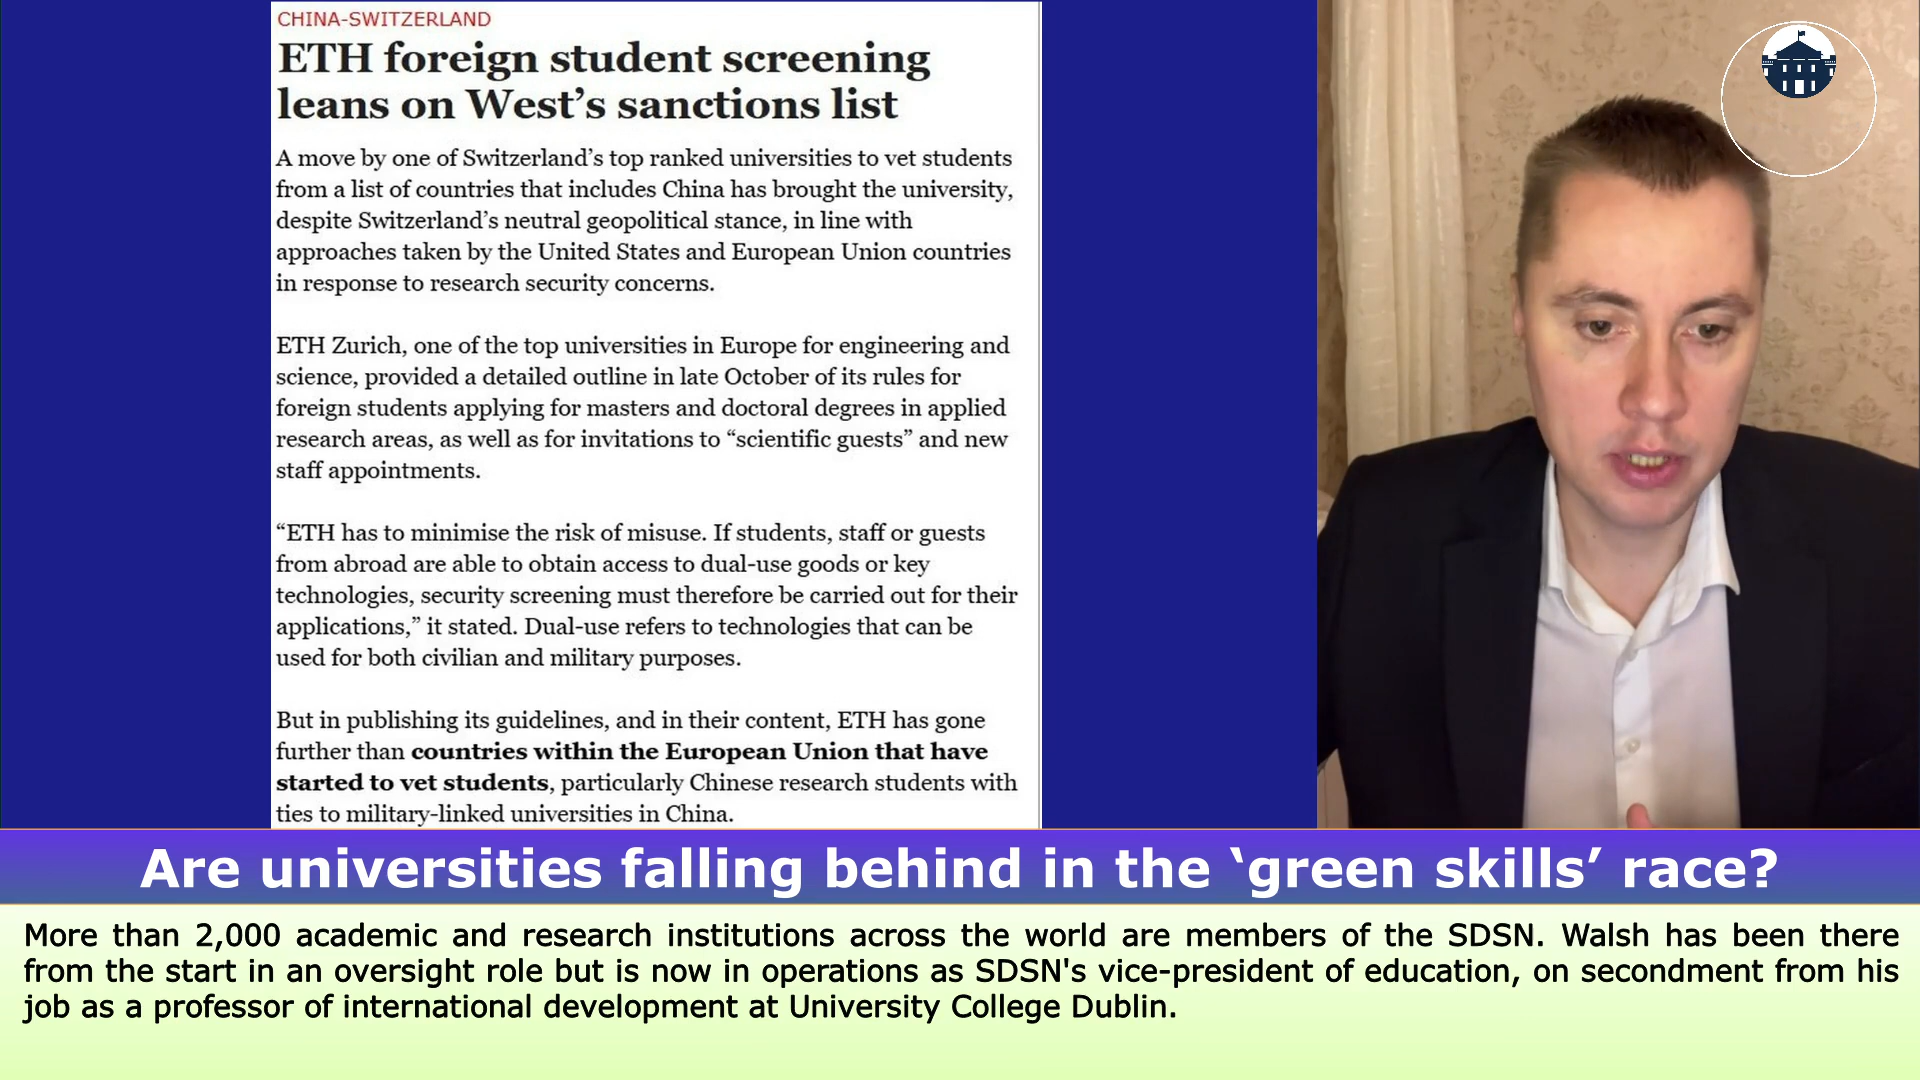 CHINA-SWITZERLAND
ETH foreign student screening
leans on West’s sanctions list
A move by one of Switzerland’s top ranked universities to vet students
from a list of countries that includes China has brought the university,
despite Switzerland’s neutral geopolitical stance, in line with
approaches taken by the United States and European Union countries
in response to research security concerns.
ETH Zurich, one of the top universities in Europe for engineering and
science, provided a detailed outline in late October of its rules for
foreign students applying for masters and doctoral degrees in applied
research areas, as well as for invitations to “scientific guests” and new
staff appointments.
“ETH has to minimise the risk of misuse. If students, staff or guests
from abroad are able to obtain access to dual-use goods or key
technologies, security screening must therefore be carried out for their
applications,” it stated. Dual-use refers to technologies that can be
used for both civilian and military purposes.
But in publishing its guidelines, and in their content, ETH has gone
further than countries within the European Union that have
started to vet students, particularly Chinese research students with
ties to military-linked universities in China.
Are universities falling behind in the ‘green skills’ race?
More than 2,000 academic and research institutions across the world are members of the SDSN. Walsh has been there
from the start in an oversight role but is now in operations as SDSN's vice-president of education, on secondment from his
job as a professor of international development at University College Dublin.